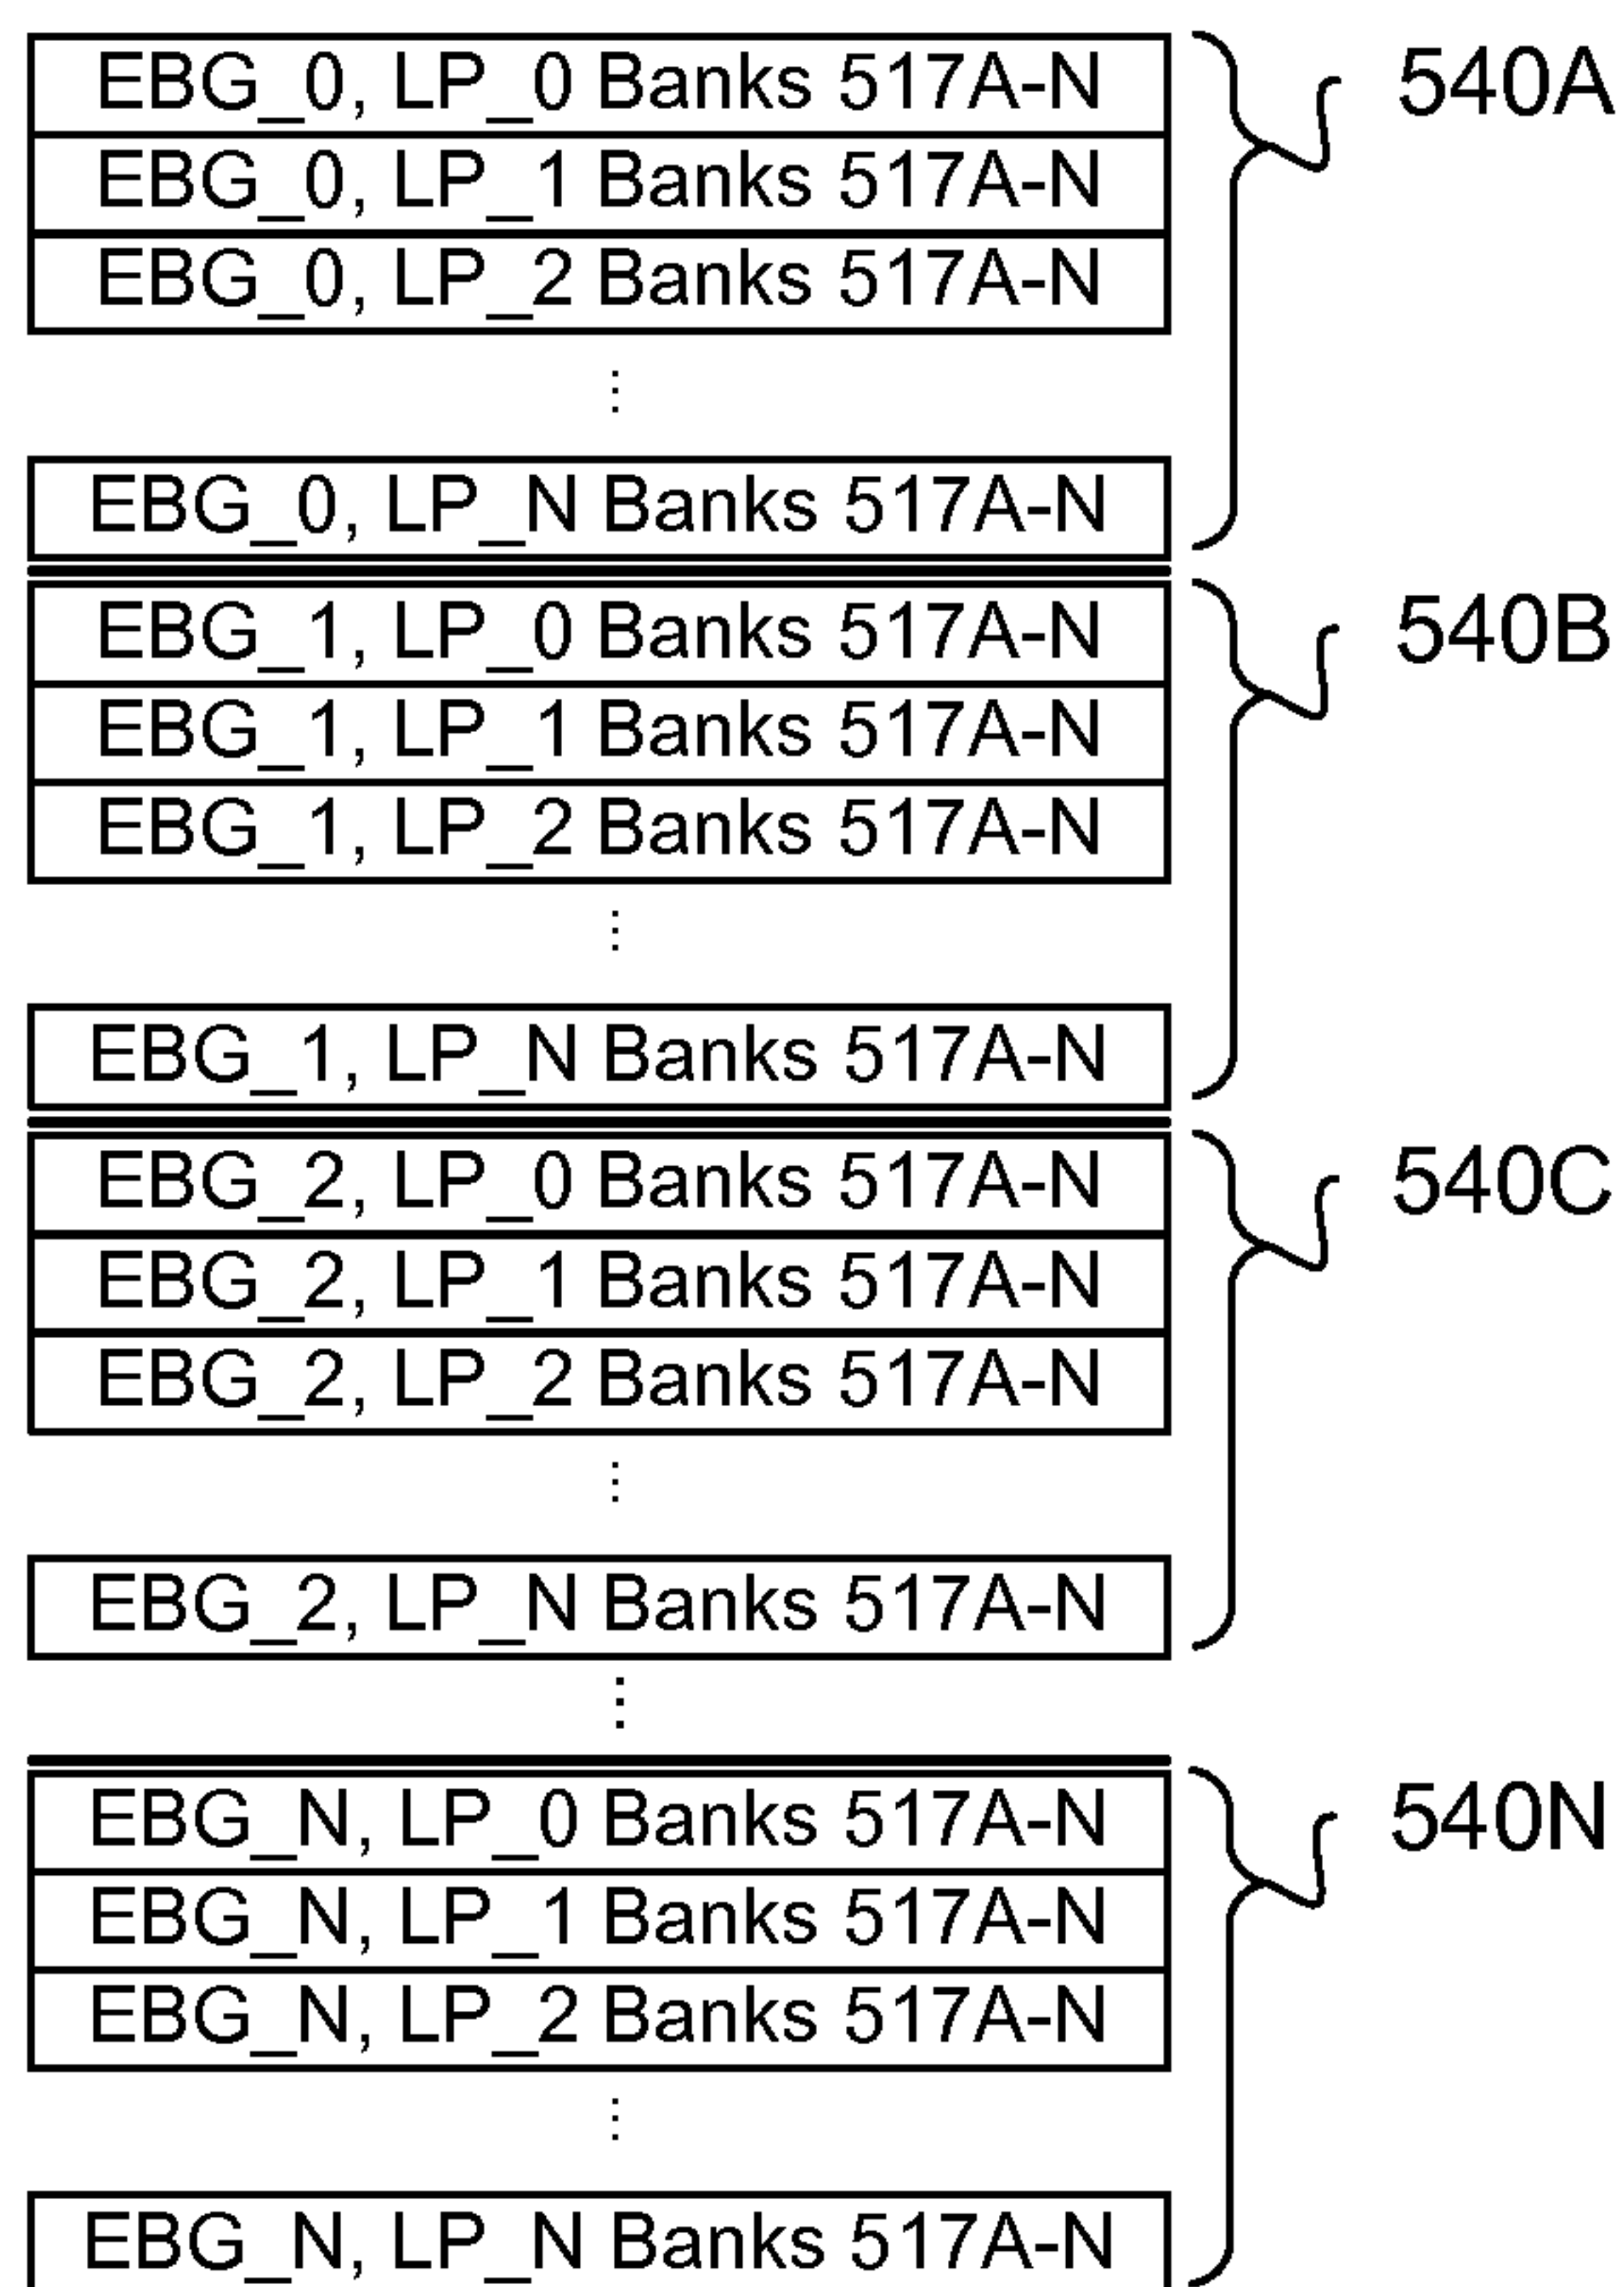 EBG_0, LP_0 Banks 517A-N
540A
EBG_0, LP_1 Banks 517A-N
EBG_0, LP_2 Banks 517A-N
EBG_0, LP_N Banks 517A-N
EBG_1, LP_0 Banks 517A-N
540B
EBG_1, LP_1 Banks 517A-N
EBG_1, LP_2 Banks 517A-N
EBG_1, LP_N Banks 517A-N
EBG_2, LP_0 Banks 517A-N
540C
EBG_2, LP_1 Banks 517A-N
EBG_2, LP_2 Banks 517A-N
EBG_2, LP_N Banks 517A-N
EBG_N, LP_0 Banks 517A-N
540N
EBG_N, LP_1 Banks 517A-N
EBG_N, LP_2 Banks 517A-N
EBG_N, LP_N Banks 517A-N